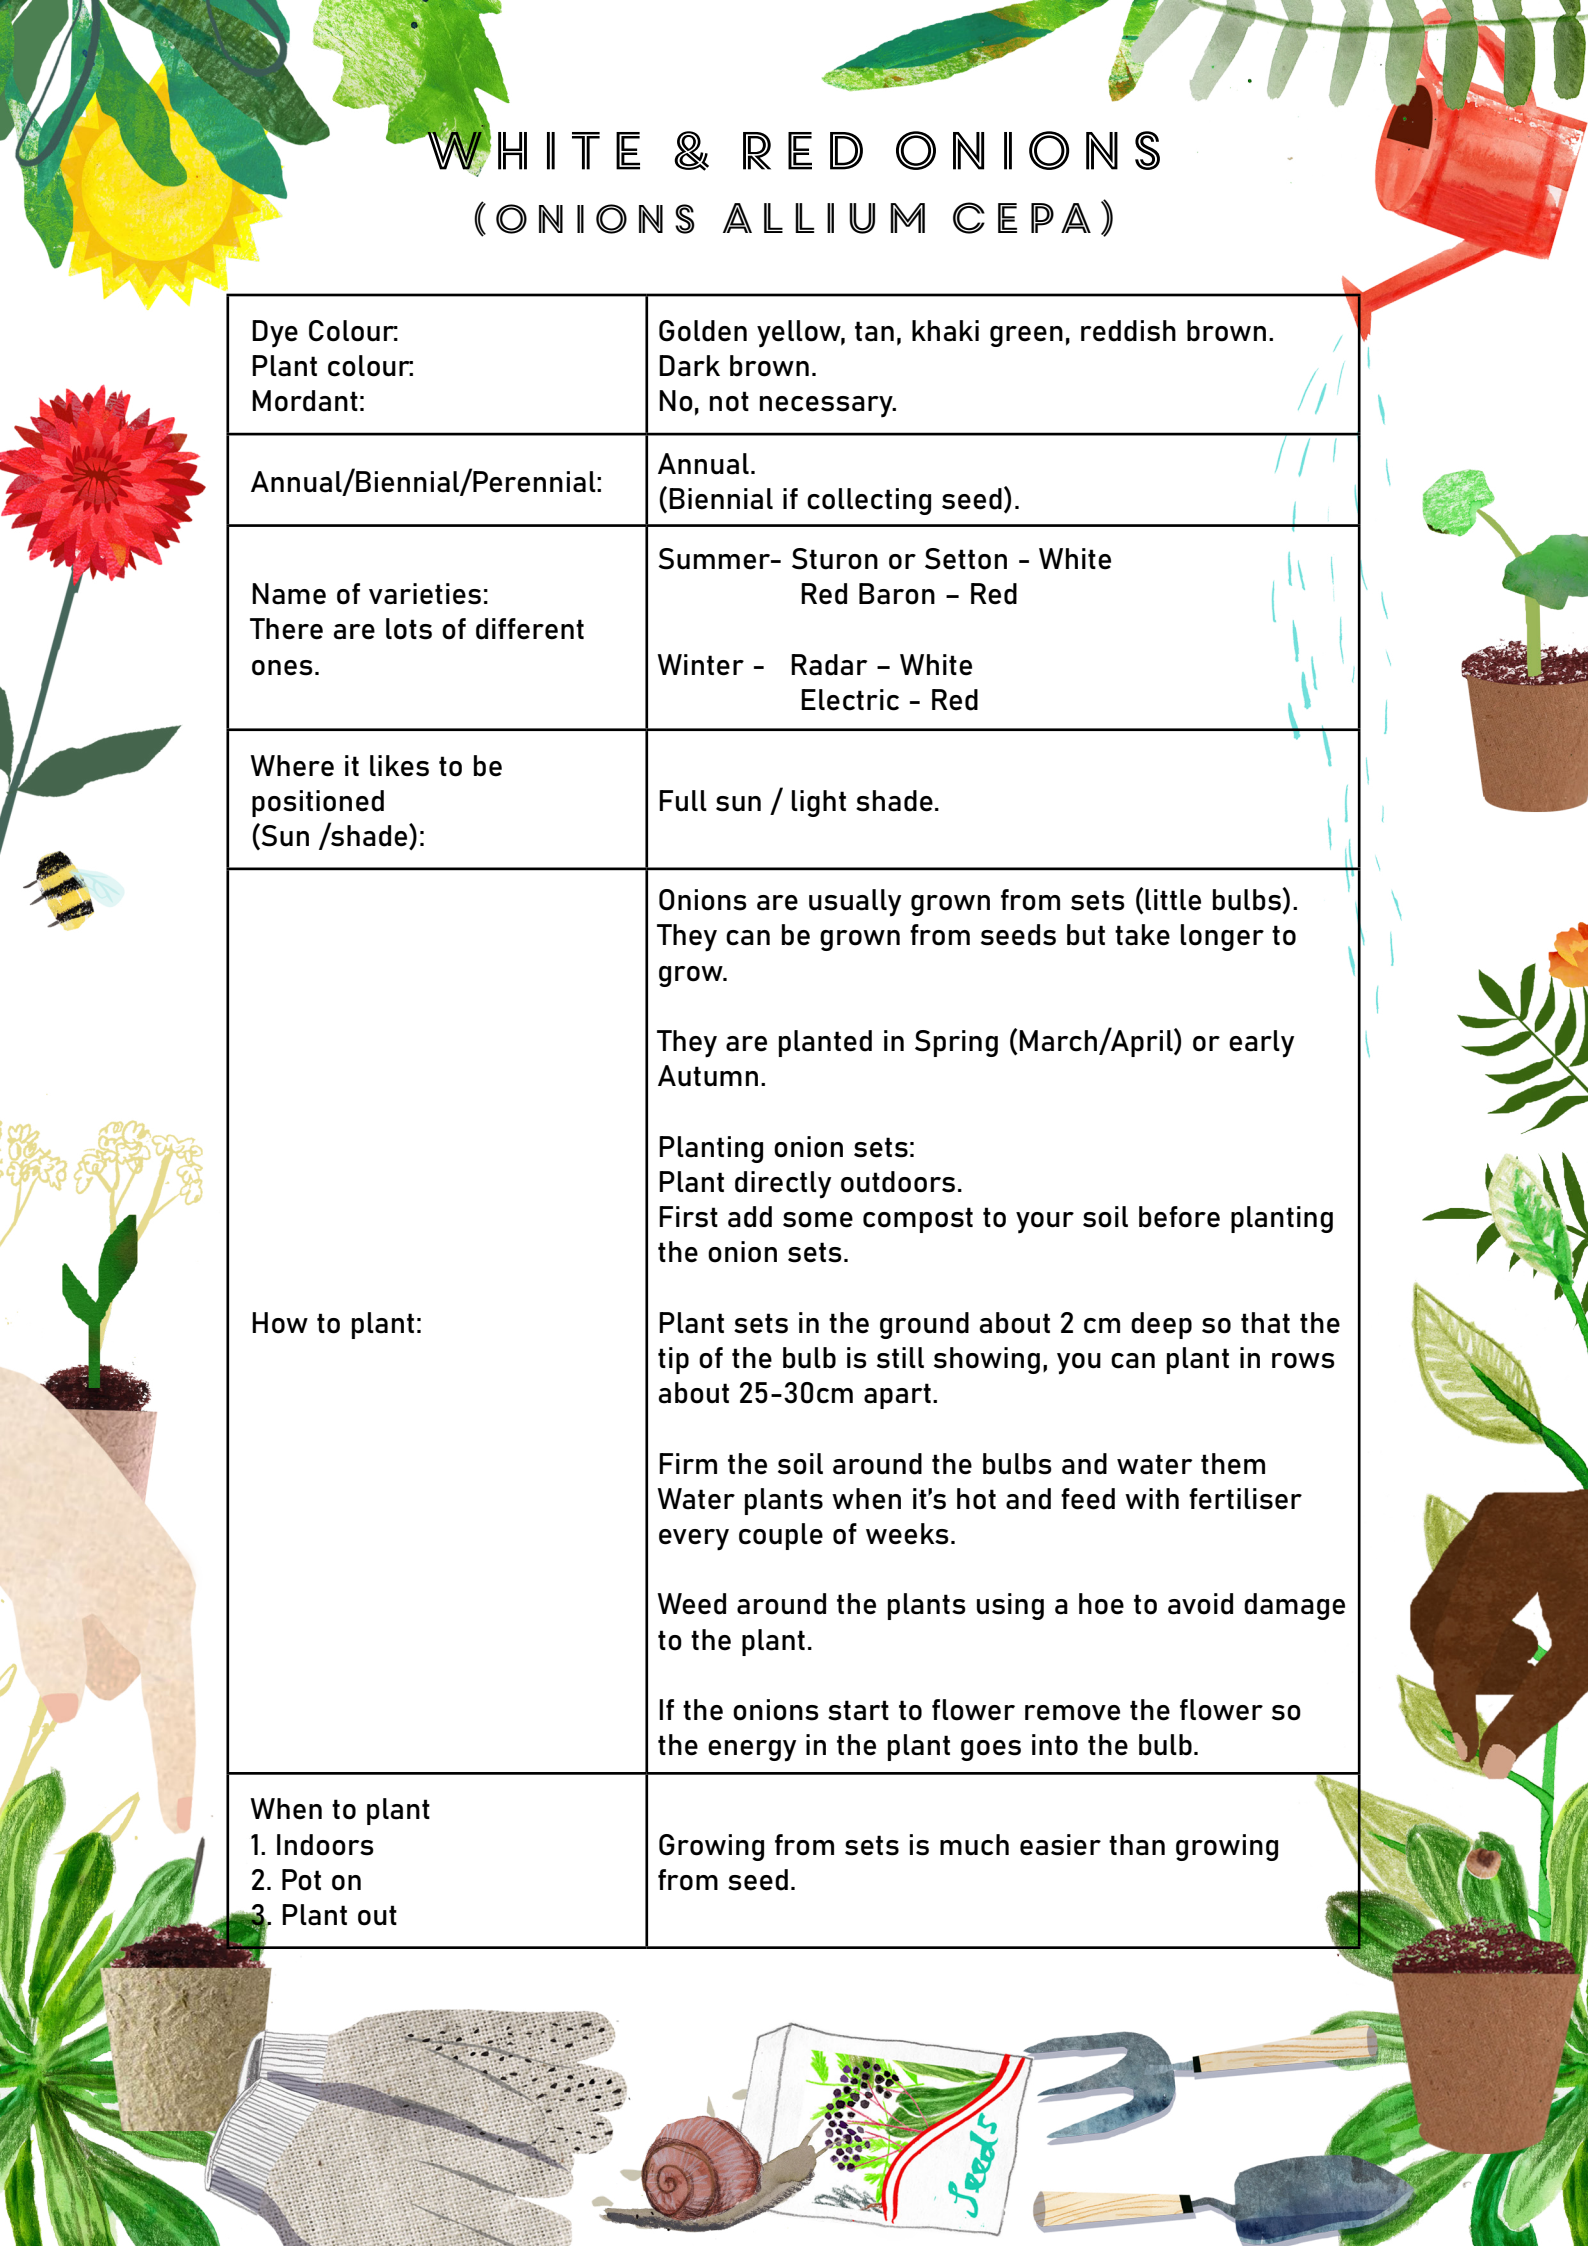 WHITE & RED ONIONS
(ONIONS ALLIUM CEPA)
Dye Colour:
Plant colour:
Mordant:
Golden yellow, tan, khaki green, reddish brown.
Dark brown.
No, not necessary.
Annual/Biennial/Perennial:
Annual.
(Biennial if collecting seed).
Name of varieties:
There are lots of different
ones.
Summer- Sturon or Setton - White
Red Baron – Red
Winter - Radar – White
Electric - Red
Where it likes to be
positioned
(Sun /shade):
Full sun / light shade.
How to plant:
Onions are usually grown from sets (little bulbs).
They can be grown from seeds but take longer to
grow.
They are planted in Spring (March/April) or early
Autumn.
Planting onion sets:
Plant directly outdoors.
First add some compost to your soil before planting
the onion sets.
Plant sets in the ground about 2 cm deep so that the
tip of the bulb is still showing, you can plant in rows
about 25-30cm apart.
Firm the soil around the bulbs and water them
Water plants when it's hot and feed with fertiliser
every couple of weeks.
Weed around the plants using a hoe to avoid damage
to the plant.
If the onions start to flower remove the flower so
the energy in the plant goes into the bulb.
When to plant
1. Indoors
2. Pot on
3. Plant out
Growing from sets is much easier than growing
from seed.
Seeds